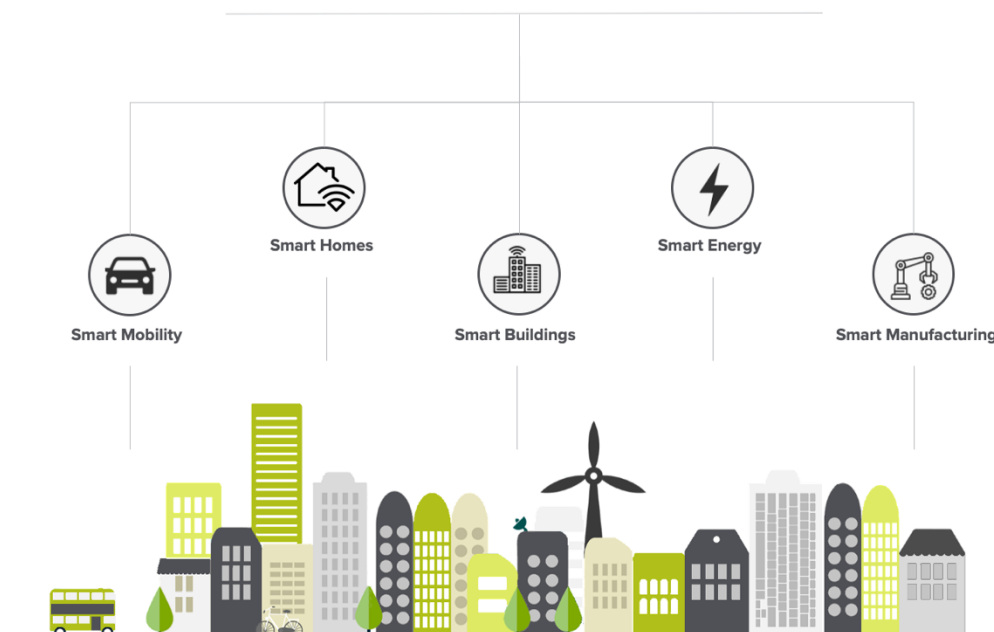 Smart Homes
Smart Energy
Smart Mobility
Smart Buildings
Smart Manufacturing